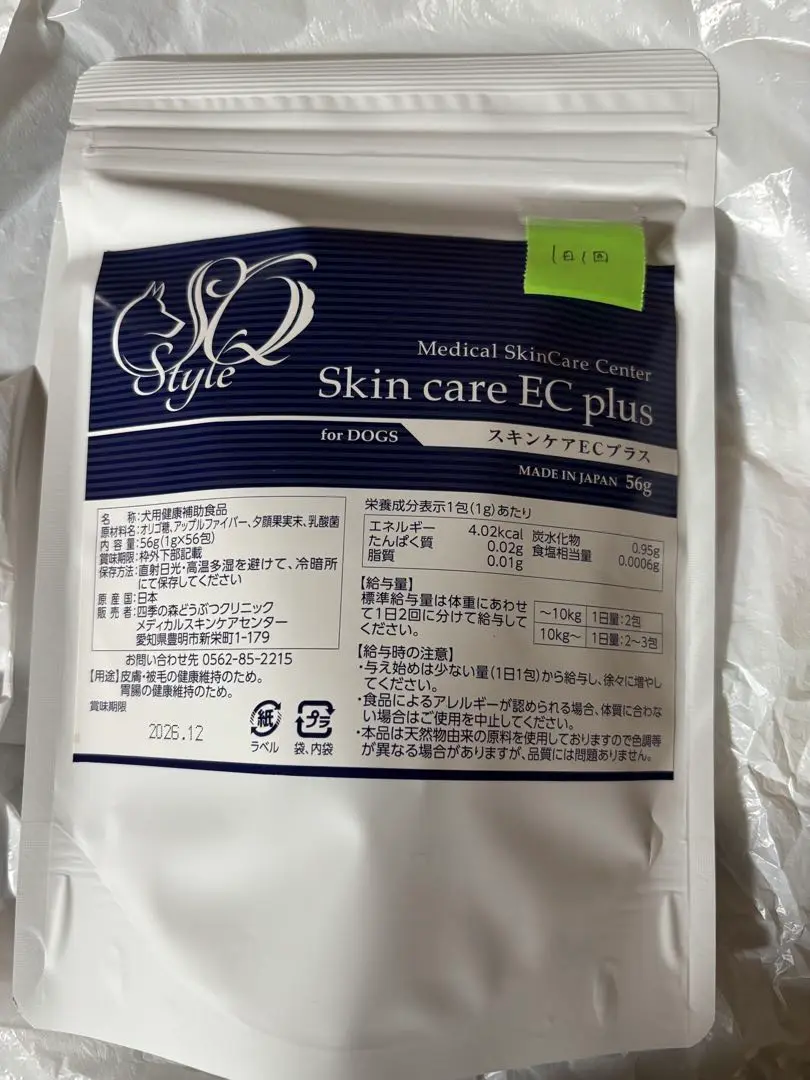 1日1回
SQ
Style
Medical SkinCare Center
Skin care EC plus
for DOGS
スキンケアECプラス
MADE IN JAPAN 56g
名 称:犬用健康補助食品
原材料名:オリゴ糖、アップルファイバー、夕顔果実末、乳酸菌
内 容 量:56g(1g×56包)
賞味期限:枠外下部記載
保存方法:直射日光・高温多湿を避けて、冷暗所
にて保存してください
原 産 国:日本
販 売 者:四季の森どうぶつクリニック
メディカルスキンケアセンター
愛知県豊明市新栄町1-179
お問い合わせ先 0562-85-2215
【用途】皮膚・被毛の健康維持のため。
胃腸の健康維持のため。
賞味期限
2026.12
紙
ラベル
プラ
袋、内袋
栄養成分表示1包(1g)あたり
エネルギー 4.02kcal 炭水化物 0.95g
たんぱく質 0.02g 食塩相当量 0.0006g
脂質 0.01g
【給与量】
標準給与量は体重にあわせ
て1日2回に分けて給与して
ください。
～10kg 1日量:2包
10kg～ 1日量:2～3包
【給与時の注意】
・与え始めは少ない量(1日1包)から給与し、徐々に増やし
てください。
・食品によるアレルギーが認められる場合、体質に合わな
い場合はご使用を中止してください。
・本品は天然物由来の原料を使用しておりますので色調等
が異なる場合がありますが、品質には問題ありません。